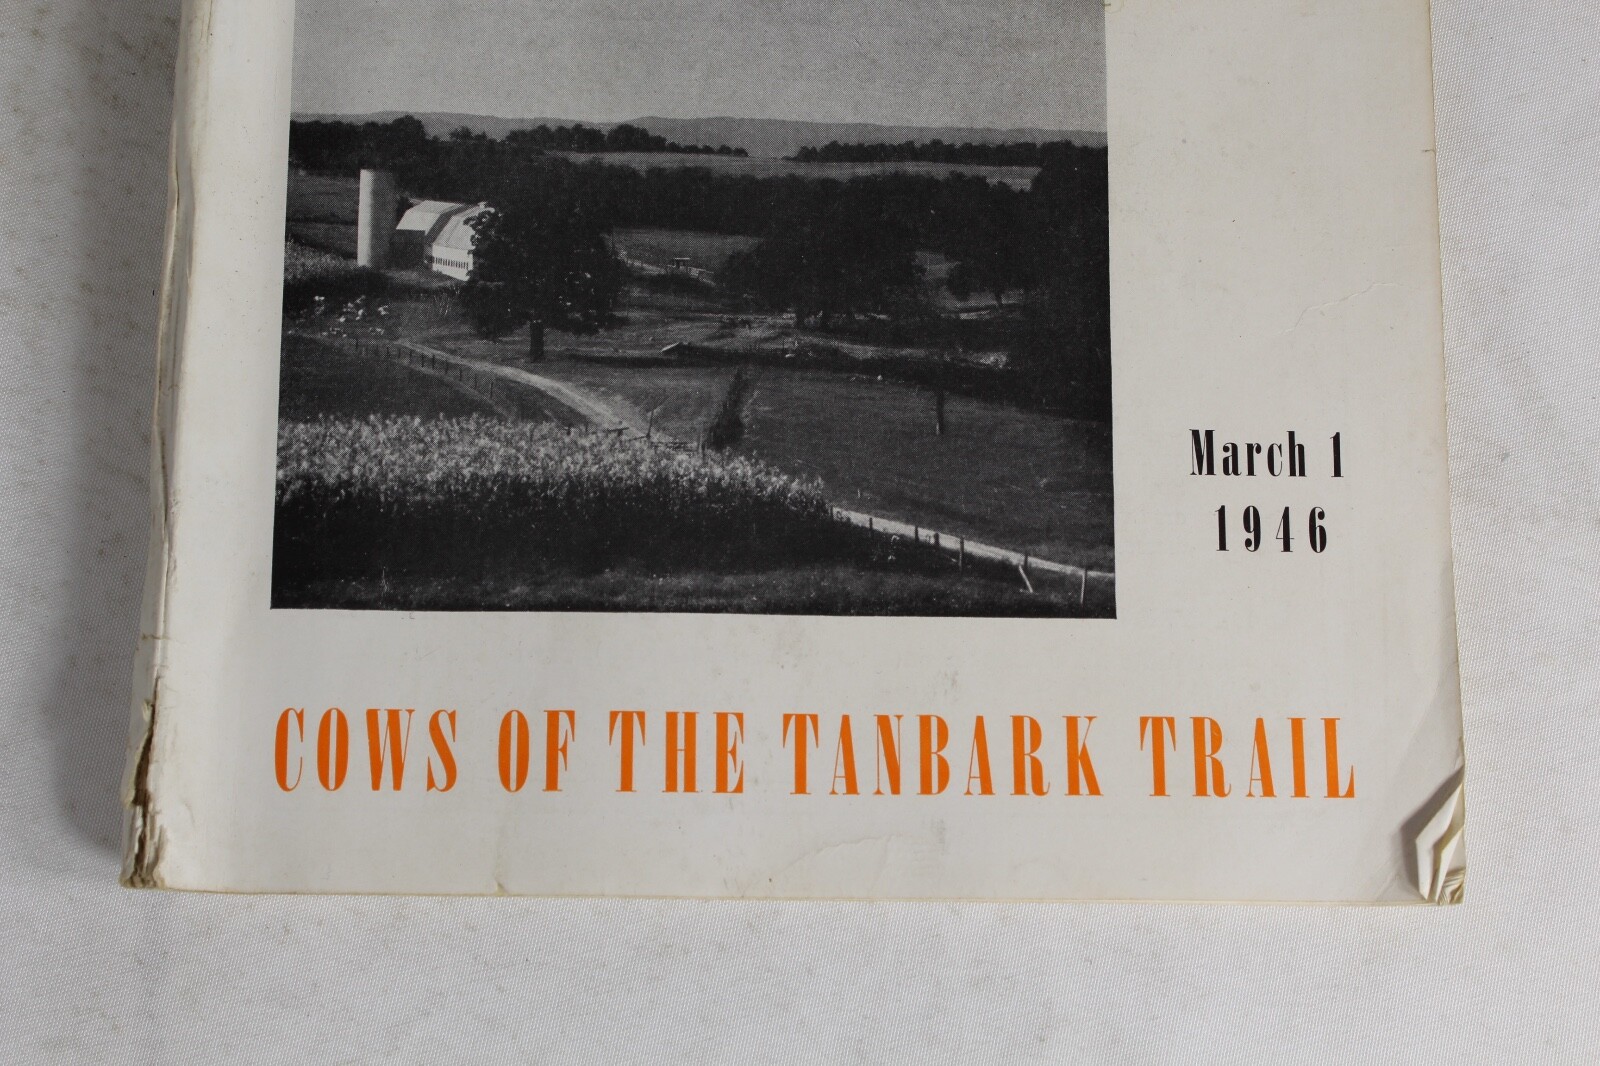 March 1
1946
COWS OF THE TANBARK TRAIL